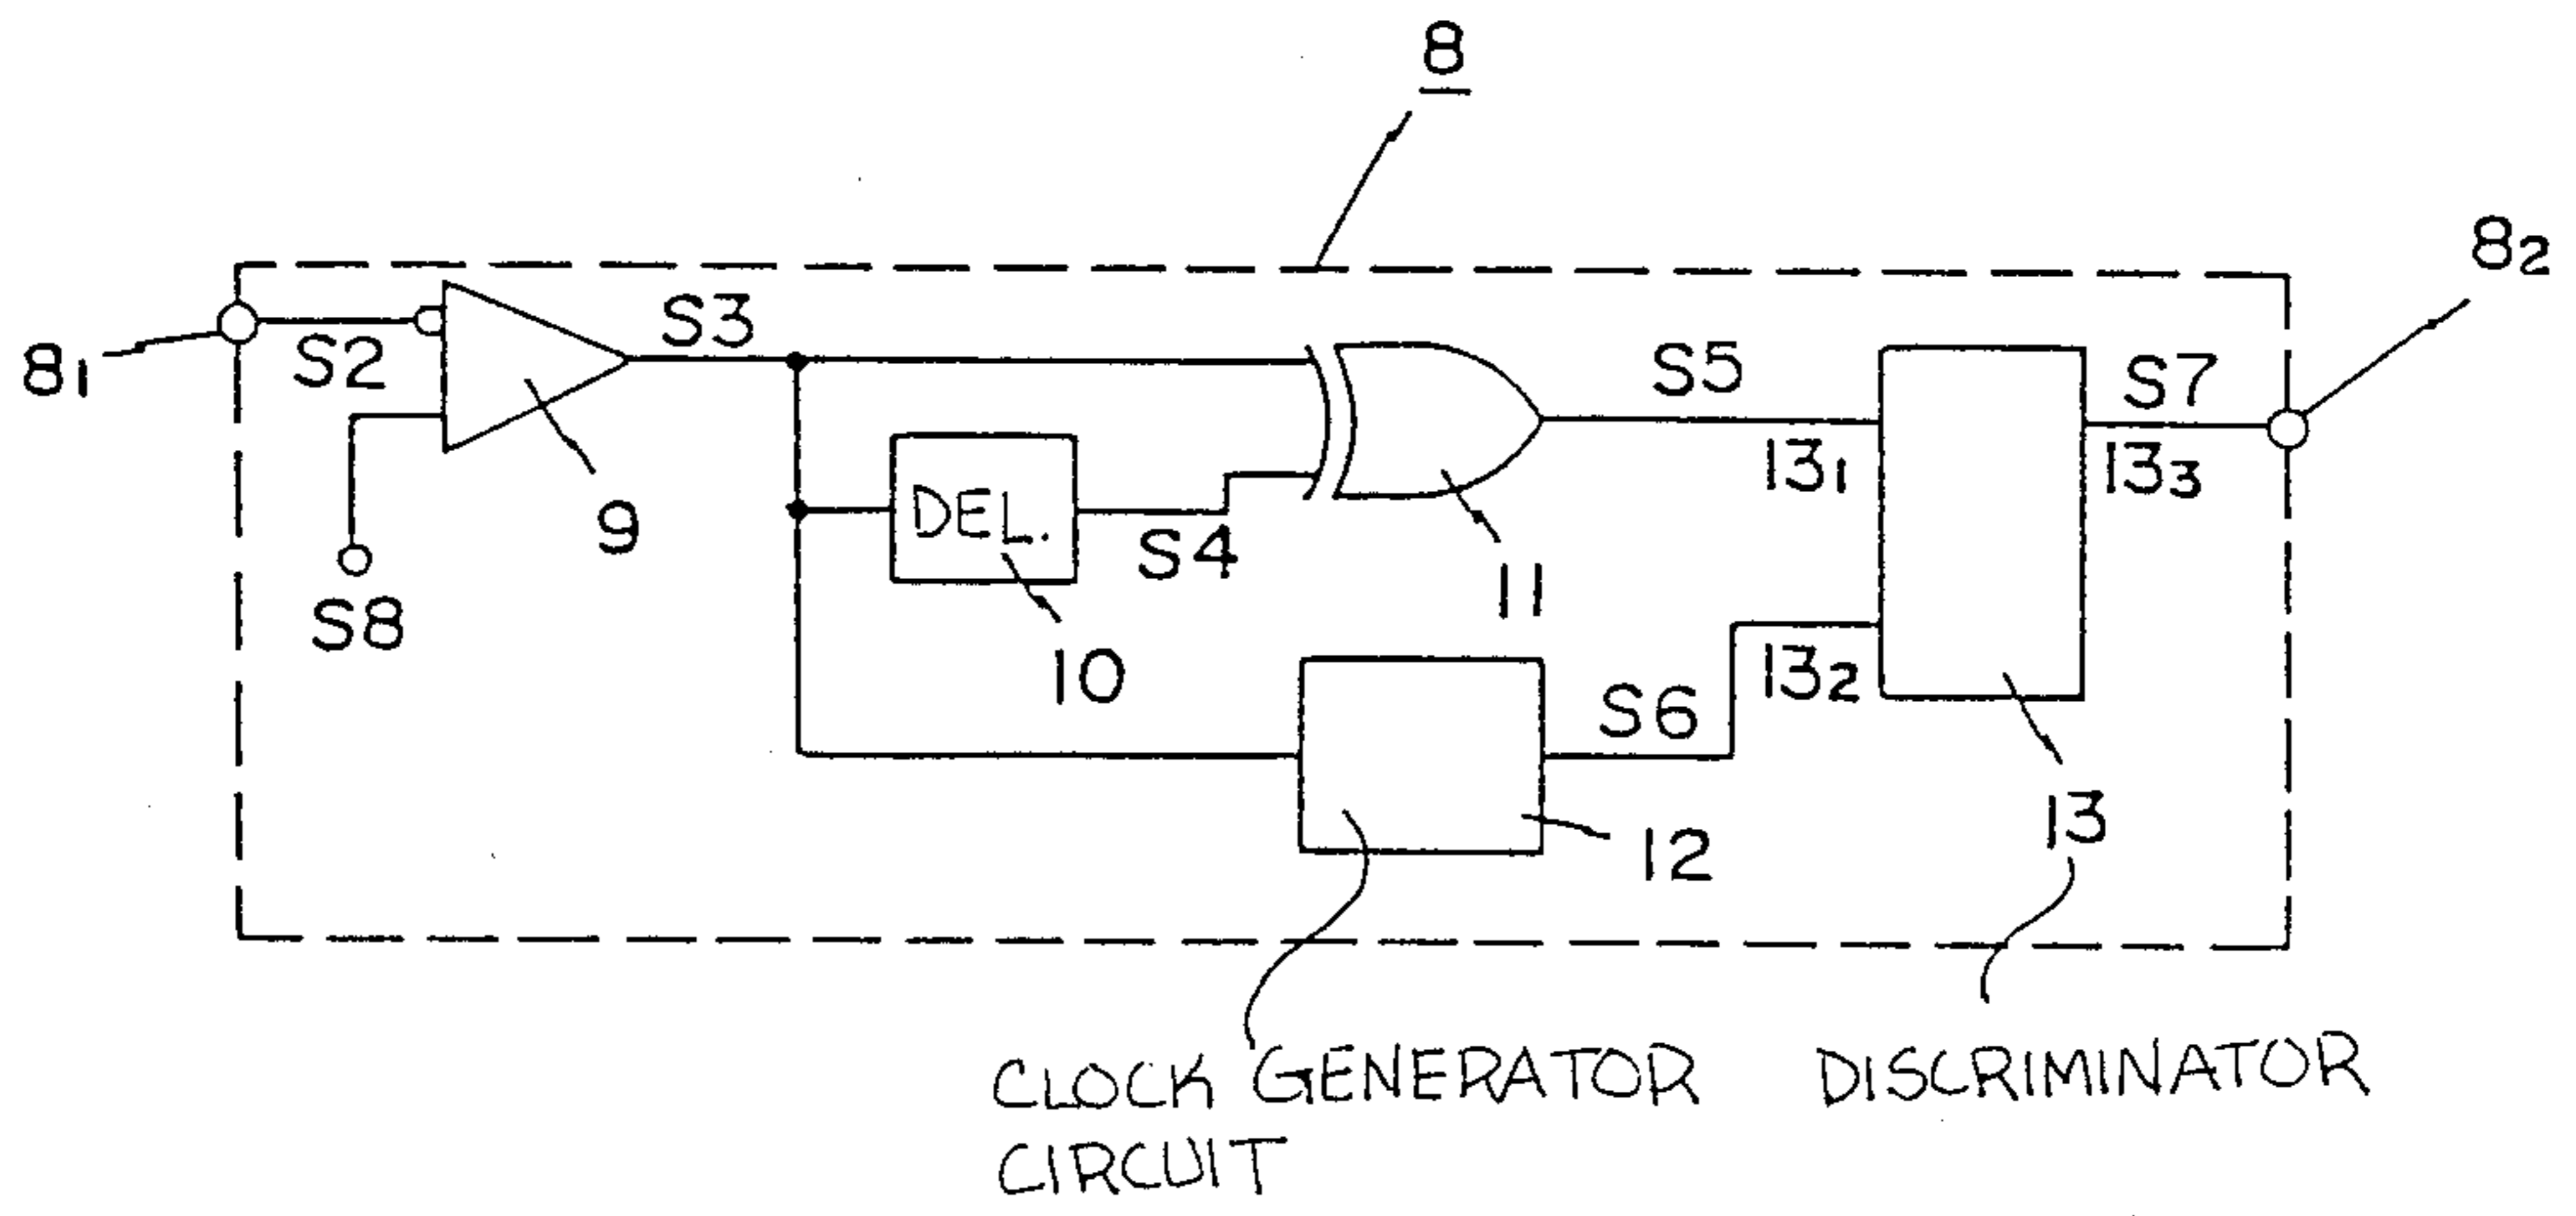 8
8₂
8₁
S2
S3
S5
S7
9
DEL.
S4
13₁
13₃
S8
10
11
13₂
S6
12
13
CLOCK GENERATOR
CIRCUIT
DISCRIMINATOR